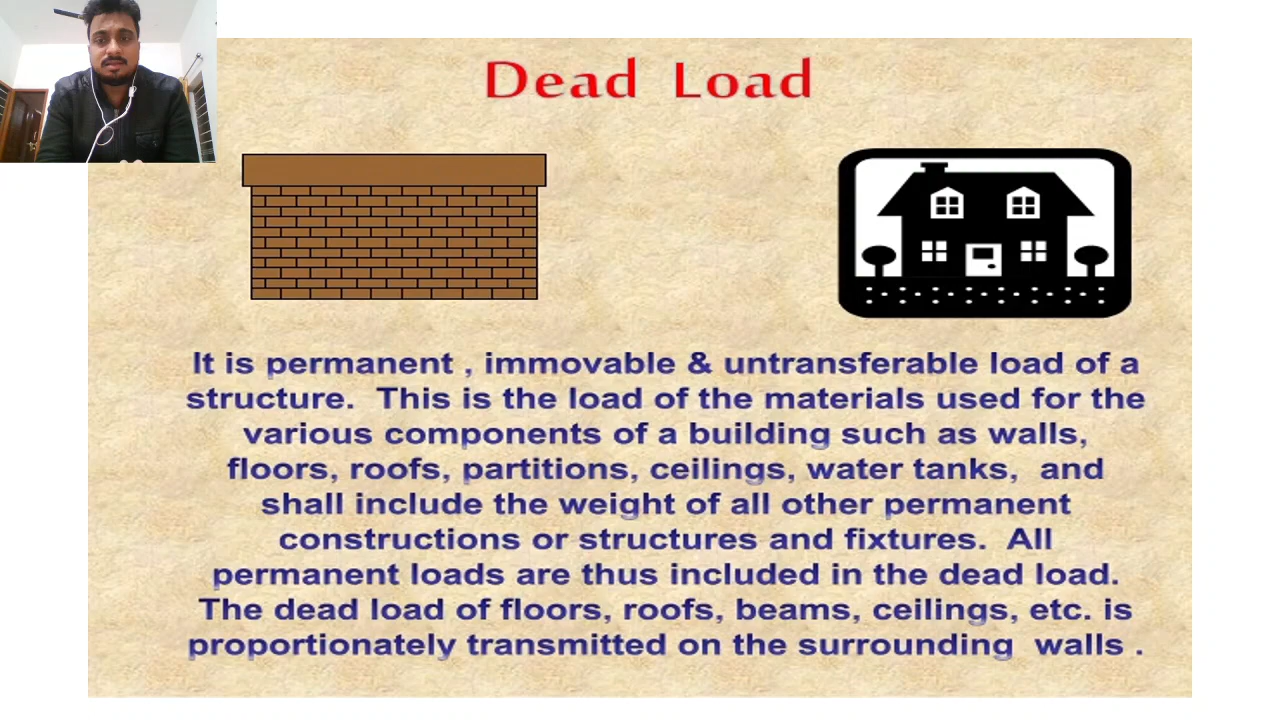 Dead Load
It is permanent , immovable & untransferable load of a
structure. This is the load of the materials used for the
various components of a building such as walls,
floors, roofs, partitions, ceilings, water tanks, and
shall include the weight of all other permanent
constructions or structures and fixtures. All
permanent loads are thus included in the dead load.
The dead load of floors, roofs, beams, ceilings, etc. is
proportionately transmitted on the surrounding walls .